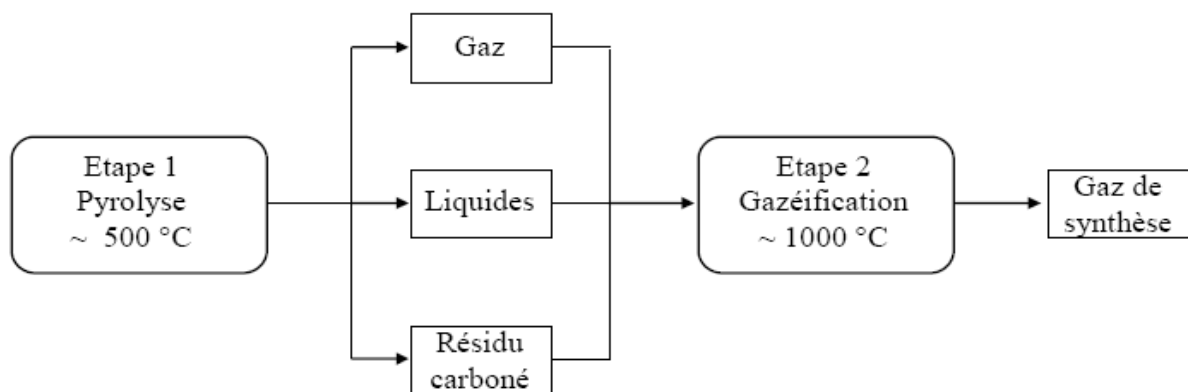 Etape 1
Pyrolyse
~ 500 °C
Gaz
Liquides
Résidu
carboné
Etape 2
Gazéification
~ 1000 °C
Gaz de
synthèse